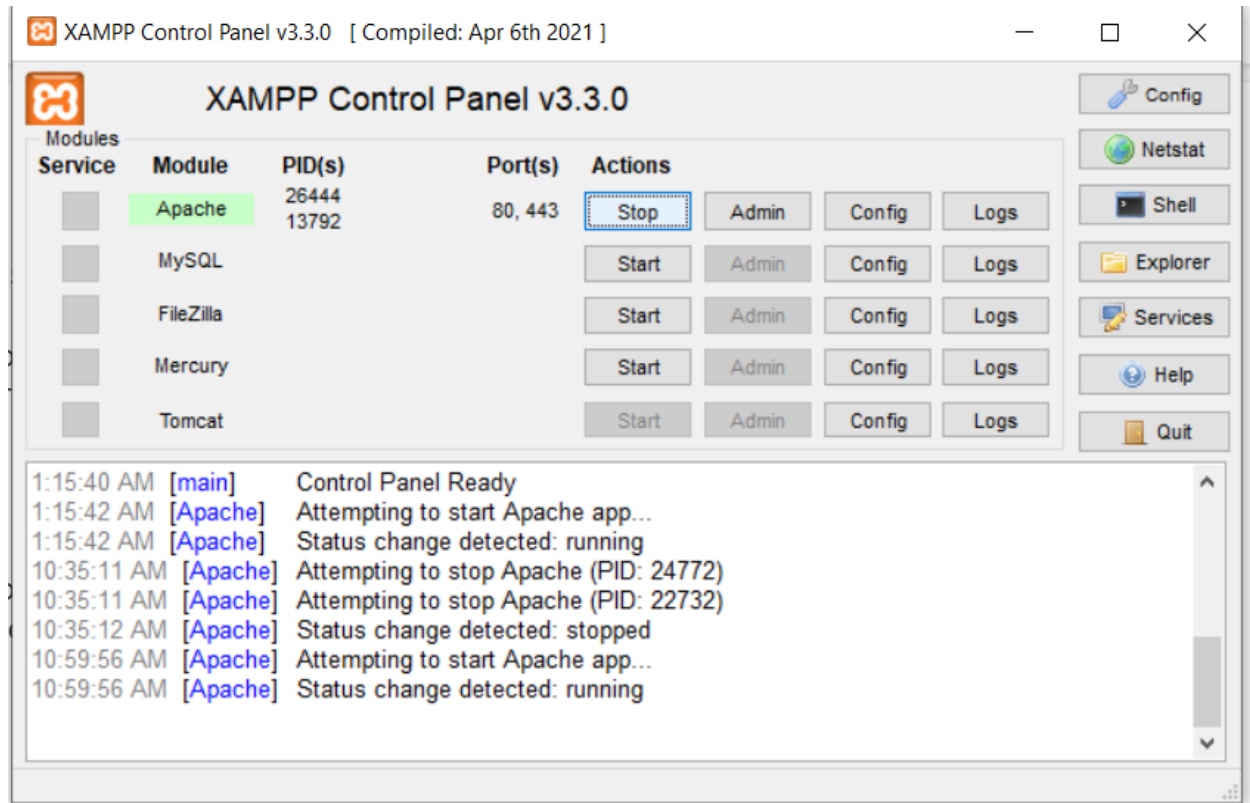 XAMPP Control Panel v3.3.0 [ Compiled: Apr 6th 2021 ]
XAMPP Control Panel v3.3.0
Config
Modules
Service Module PID(s) Port(s) Actions
Netstat
Apache 26444 13792 80, 443 Stop Admin Config Logs
Shell
MySQL Start Admin Config Logs
Explorer
FileZilla Start Admin Config Logs
Services
Mercury Start Admin Config Logs
Help
Tomcat Start Admin Config Logs
Quit
1:15:40 AM [main] Control Panel Ready
1:15:42 AM [Apache] Attempting to start Apache app...
1:15:42 AM [Apache] Status change detected: running
10:35:11 AM [Apache] Attempting to stop Apache (PID: 24772)
10:35:11 AM [Apache] Attempting to stop Apache (PID: 22732)
10:35:12 AM [Apache] Status change detected: stopped
10:59:56 AM [Apache] Attempting to start Apache app...
10:59:56 AM [Apache] Status change detected: running